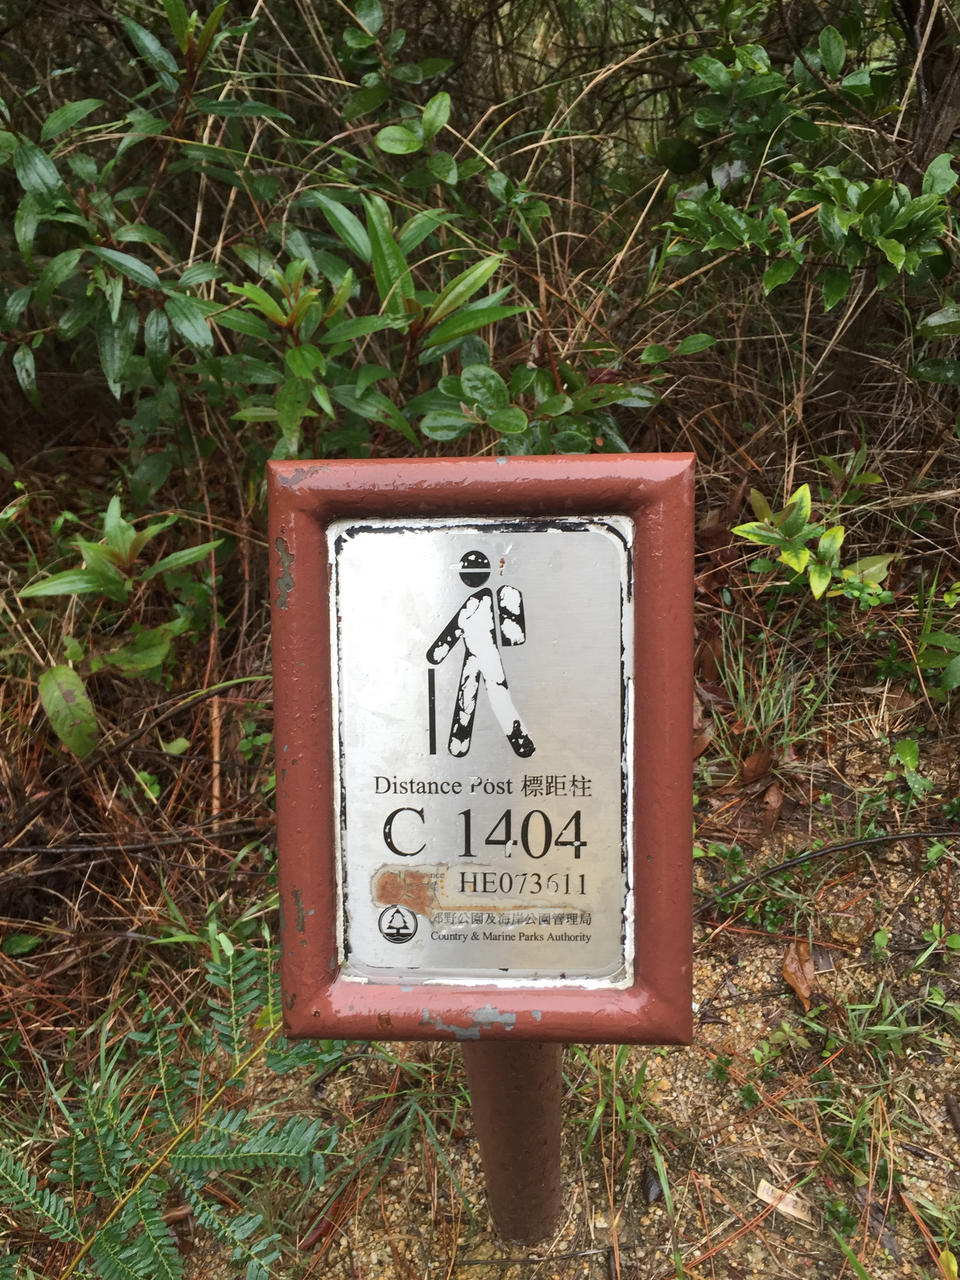 Distance Post 標距柱
C 1404
HE073611
郊野公園及海岸公園管理局
Country & Marine Parks Authority